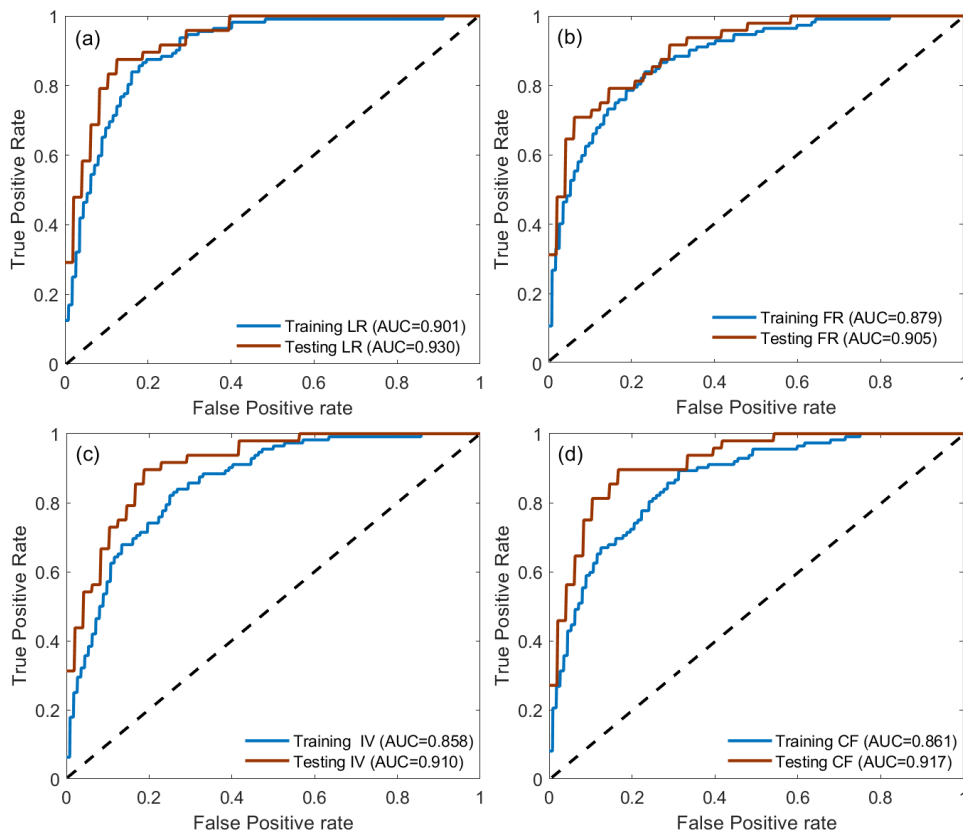 (a)
1
0.8
0.6
0.4
0.2
0
True Positive Rate
Training LR (AUC=0.901)
Testing LR (AUC=0.930)
0 0.2 0.4 0.6 0.8 1
False Positive rate
(b)
1
0.8
0.6
0.4
0.2
0
True Positive Rate
Training FR (AUC=0.879)
Testing FR (AUC=0.905)
0 0.2 0.4 0.6 0.8 1
False Positive rate
(c)
1
0.8
0.6
0.4
0.2
0
True Positive Rate
Training IV (AUC=0.858)
Testing IV (AUC=0.910)
0 0.2 0.4 0.6 0.8 1
False Positive rate
(d)
1
0.8
0.6
0.4
0.2
0
True Positive Rate
Training CF (AUC=0.861)
Testing CF (AUC=0.917)
0 0.2 0.4 0.6 0.8 1
False Positive rate